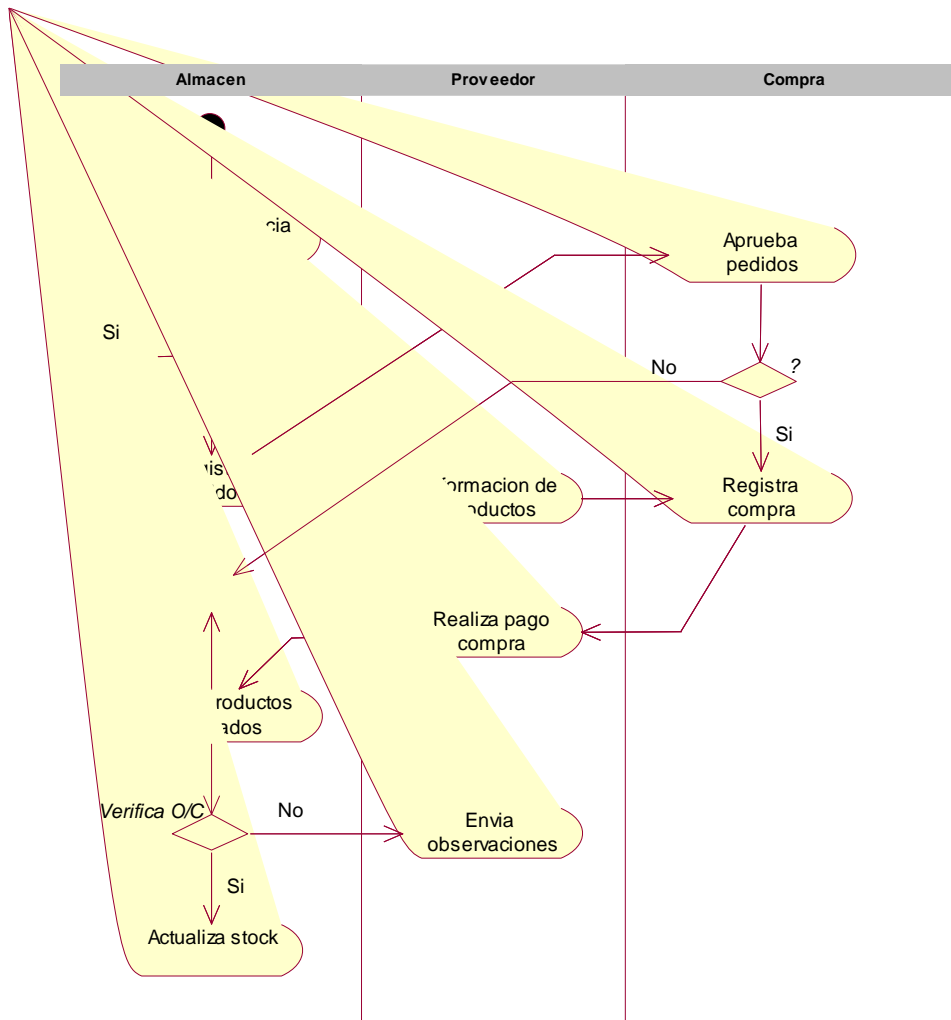 Almacen
Proveedor
Compra
Aprueba
pedidos
Si
No
?
Si
de
Registra
compra
Realiza pago
compra
Verifica O/C
No
Envia
observaciones
Si
Actualiza stock